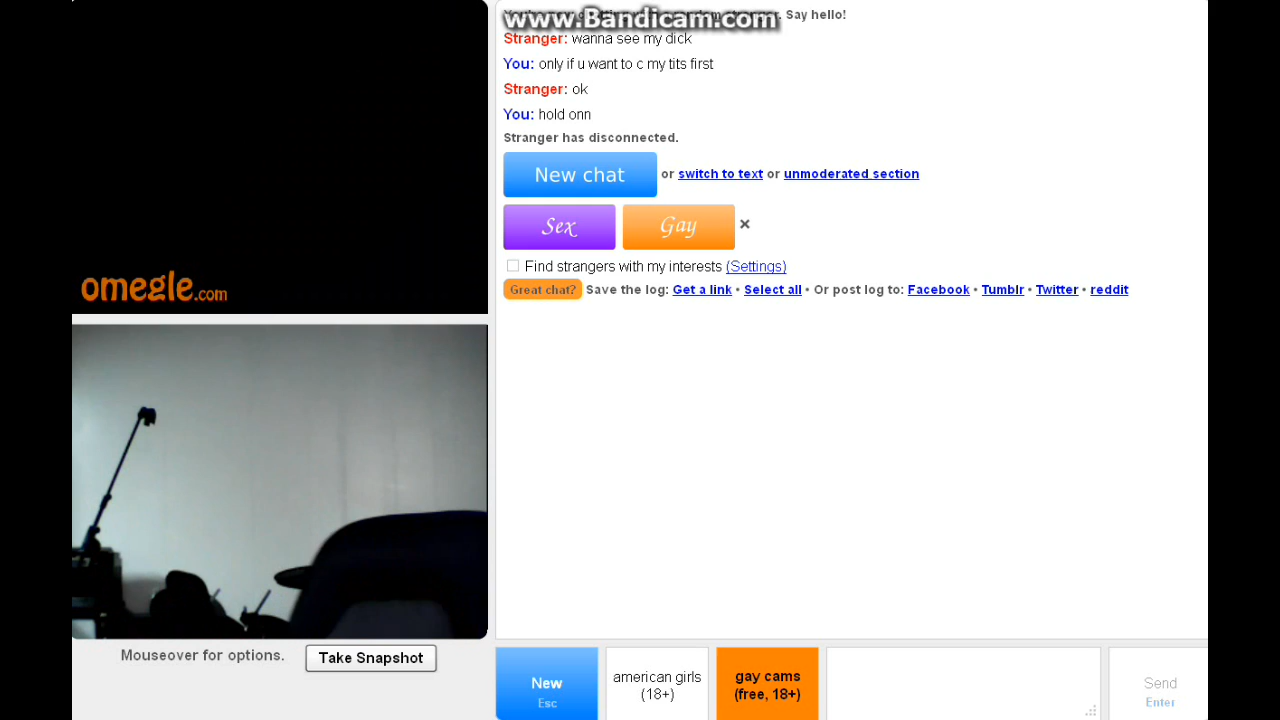 www.Bandicam.com
. Say hello!
Stranger: wanna see my dick
You: only if u want to c my tits first
Stranger: ok
You: hold onn
Stranger has disconnected.
New chat or switch to text or unmoderated section
Sex Gay ×
Find strangers with my interests (Settings)
Great chat? Save the log: Get a link • Select all • Or post log to: Facebook • Tumblr • Twitter • reddit
omegle.com
Mouseover for options. Take Snapshot
New
Esc
american girls
(18+)
gay cams
(free, 18+)
Send
Enter